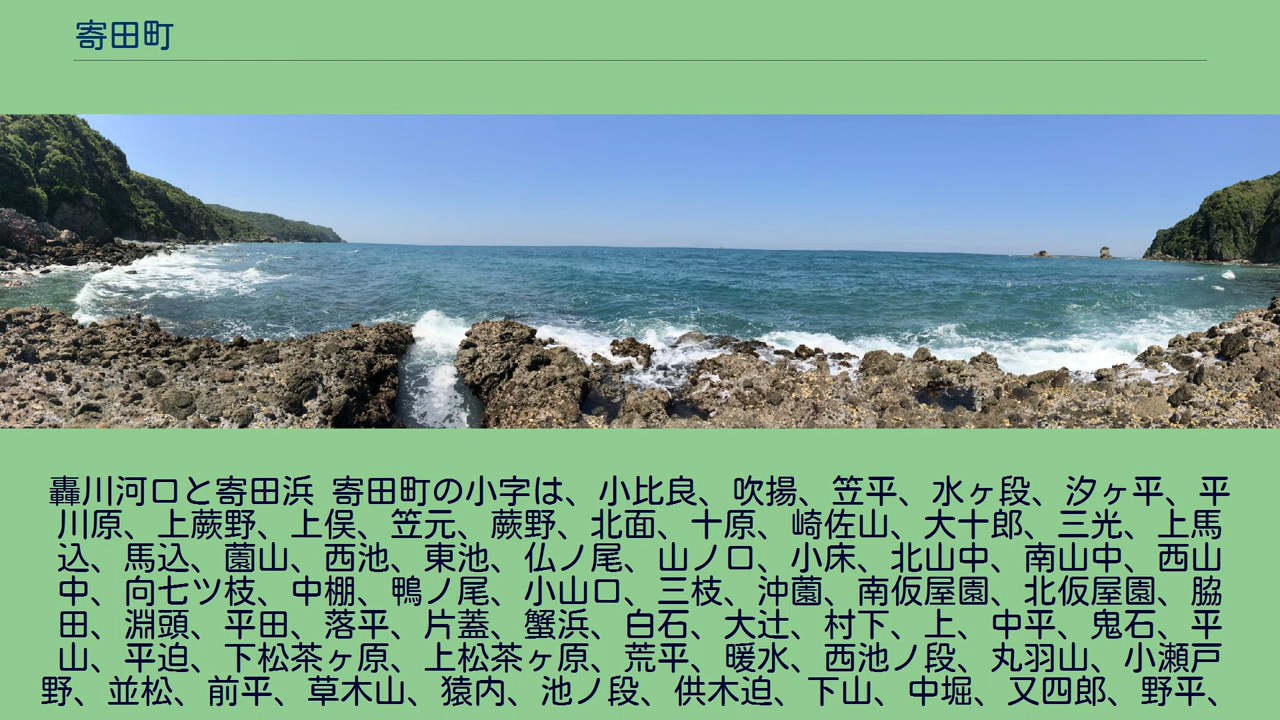 寄田町
轟川河口と寄田浜 寄田町の小字は、小比良、吹揚、笠平、水ヶ段、汐ヶ平、平
川原、上蕨野、上俣、笠元、蕨野、北面、十原、崎佐山、大十郎、三光、上馬
込、馬込、薗山、西池、東池、仏ノ尾、山ノ口、小床、北山中、南山中、西山
中、向七ツ枝、中棚、鴨ノ尾、小山口、三枝、沖薗、南仮屋園、北仮屋園、脇
田、淵頭、平田、落平、片蓋、蟹浜、白石、大辻、村下、上、中平、鬼石、平
山、平迫、下松茶ヶ原、上松茶ヶ原、荒平、暖水、西池ノ段、丸羽山、小瀬戸
野、並松、前平、草木山、猿内、池ノ段、供木迫、下山、中堀、又四郎、野平、